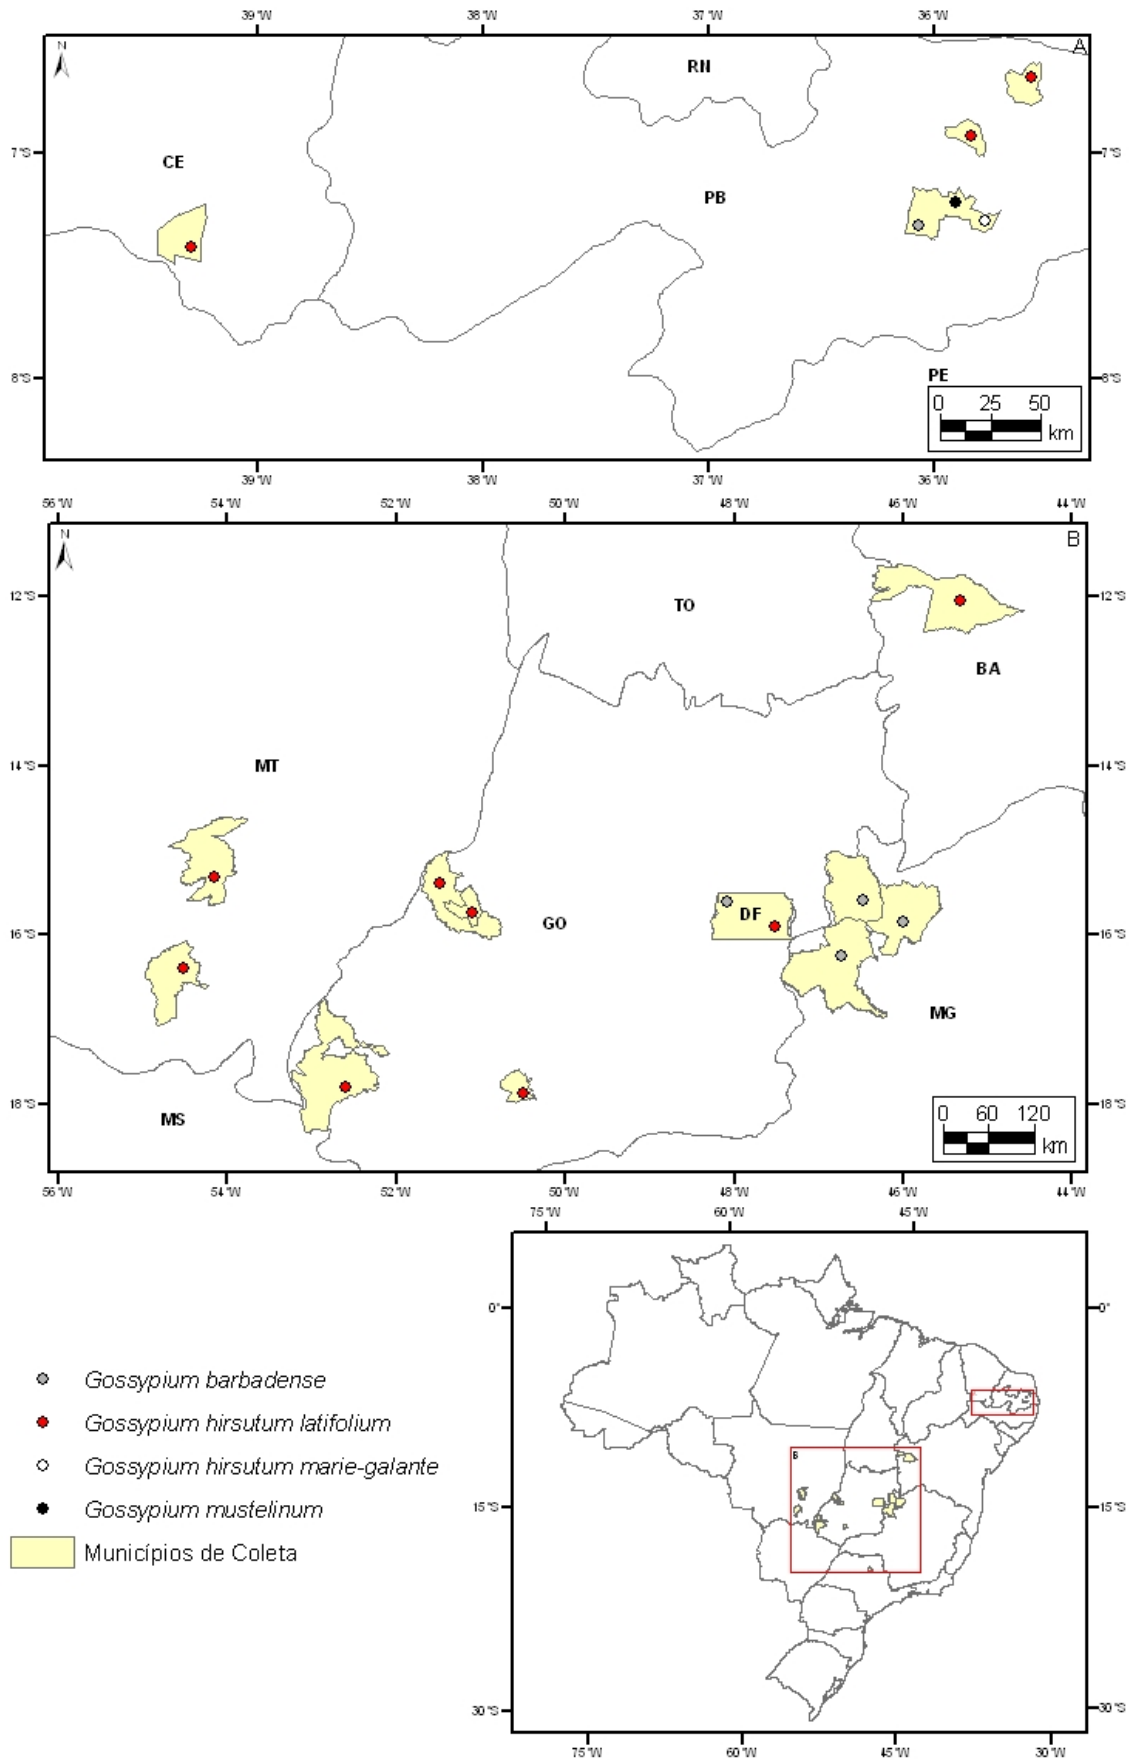 39°W 38°W 37°W 36°W
A
N
RN
7°S 7°S
CE
PB
8°S 8°S
PE
0 25 50
km
39°W 38°W 37°W 36°W
56°W 54°W 52°W 50°W 48°W 46°W 44°W
N
B
12°S 12°S
TO
BA
14°S 14°S
MT
DF
GO
16°S 16°S
MG
18°S 18°S
MS
0 60 120
km
56°W 54°W 52°W 50°W 48°W 46°W 44°W
75°W 60°W 45°W
0° 0°
Gossypium barbadense
Gossypium hirsutum latifolium
B
Gossypium hirsutum marie-galante
15°S 15°S
Gossypium mustelinum
Municípios de Coleta
30°S 30°S
75°W 60°W 45°W 30°W